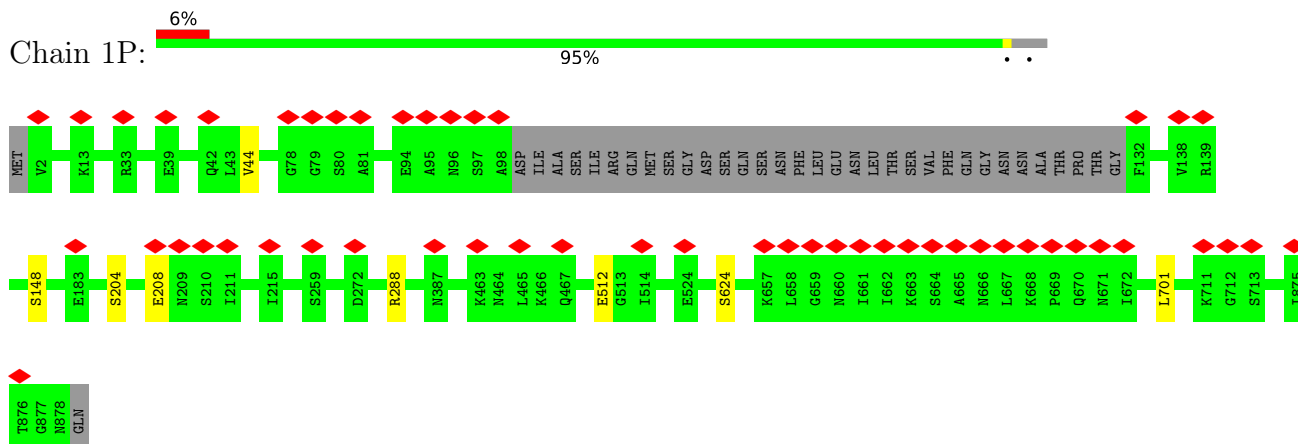 6%
Chain 1P:
95%
. .
MET V2 K13 R33 E39 Q42 L43 V44 G78 G79 S80 A81 E94 A95 N96 S97 A98 ASP ILE ALA SER ILE ARG GLN MET SER GLY ASP SER GLN SER ASN PHE LEU GLU ASN LEU THR SER VAL PHE GLN GLY ASN ASN ALA THR PRO THR GLY F132 V138 R139
S148 E183 S204 E208 N209 S210 I211 I215 S259 D272 R288 N387 K463 N464 L465 K466 Q467 E512 G513 I514 E524 S624 K657 L658 G659 N660 I661 I662 K663 S664 A665 N666 L667 K668 P669 Q670 N671 I672 L701 K711 G712 S713
T876 G877 N878 GLN